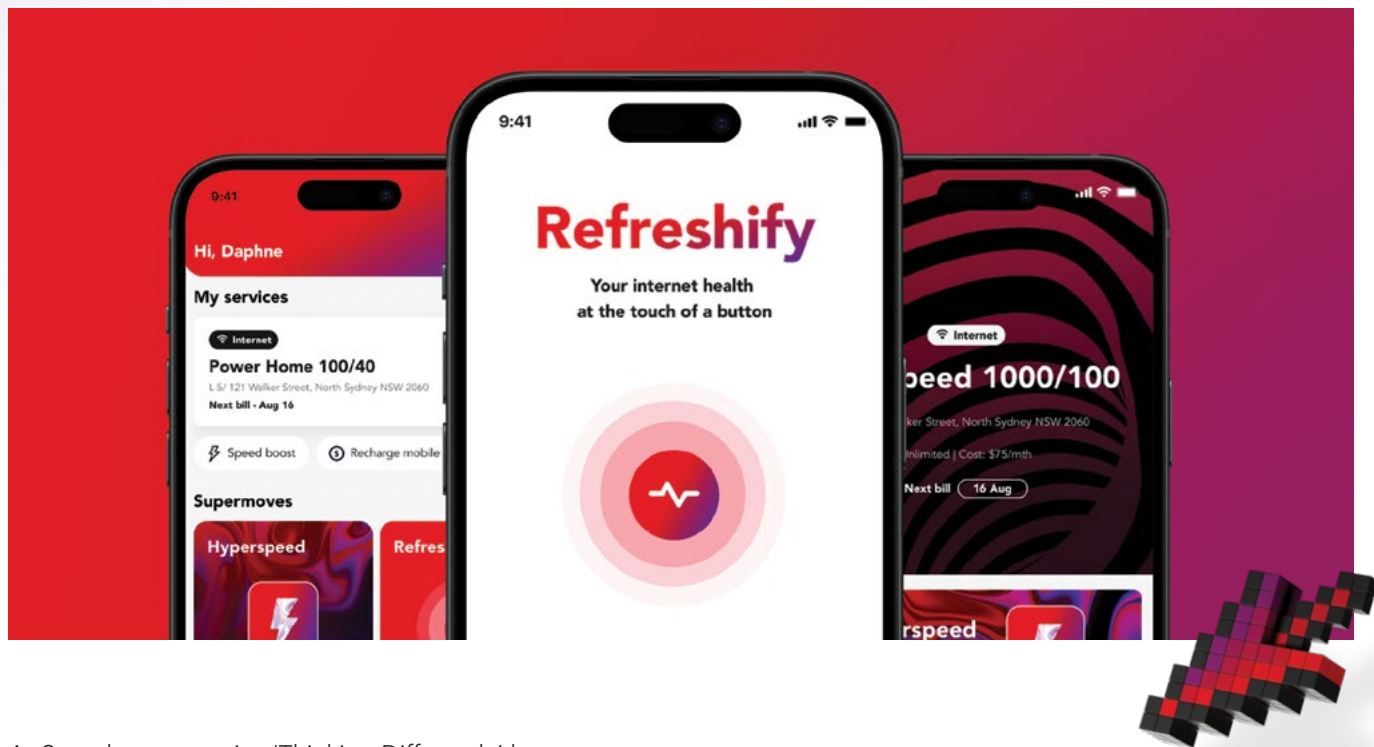 9:41
Hi, Daphne
My services
Internet
Power Home 100/40
L 5/ 121 Walker Street, North Sydney NSW 2060
Next bill - Aug 16
Speed boost
Recharge mobile
Supermoves
Hyperspeed
Refres
9:41
Refreshify
Your internet health
at the touch of a button
Internet
peed 1000/100
ker Street, North Sydney NSW 2060
nlimited | Cost: $75/mth
Next bill 16 Aug
rspeed